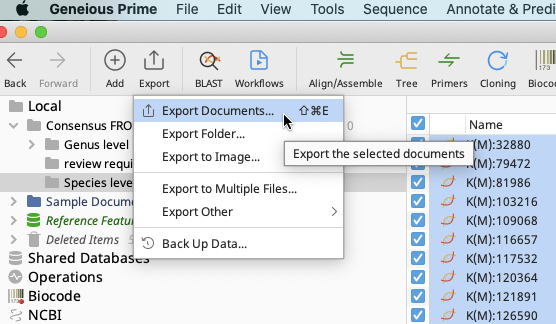 Geneious Prime File Edit View Tools Sequence Annotate & Predi
Back Forward Add Export BLAST Workflows Align/Assemble Tree Primers Cloning Biocod
Local
Consensus FRO 0
Genus level
review requi
Species leve
Sample Docume
Reference Featur
Deleted Items
Shared Databases
Operations
Biocode
NCBI
Export Documents... ⇧⌘E
Export Folder...
Export to Image...
Export to Multiple Files...
Export Other
Back Up Data...
Export the selected documents
Name
K(M):32880
K(M):79472
K(M):81986
K(M):103216
K(M):109068
K(M):116657
K(M):117532
K(M):120364
K(M):121891
K(M):126590